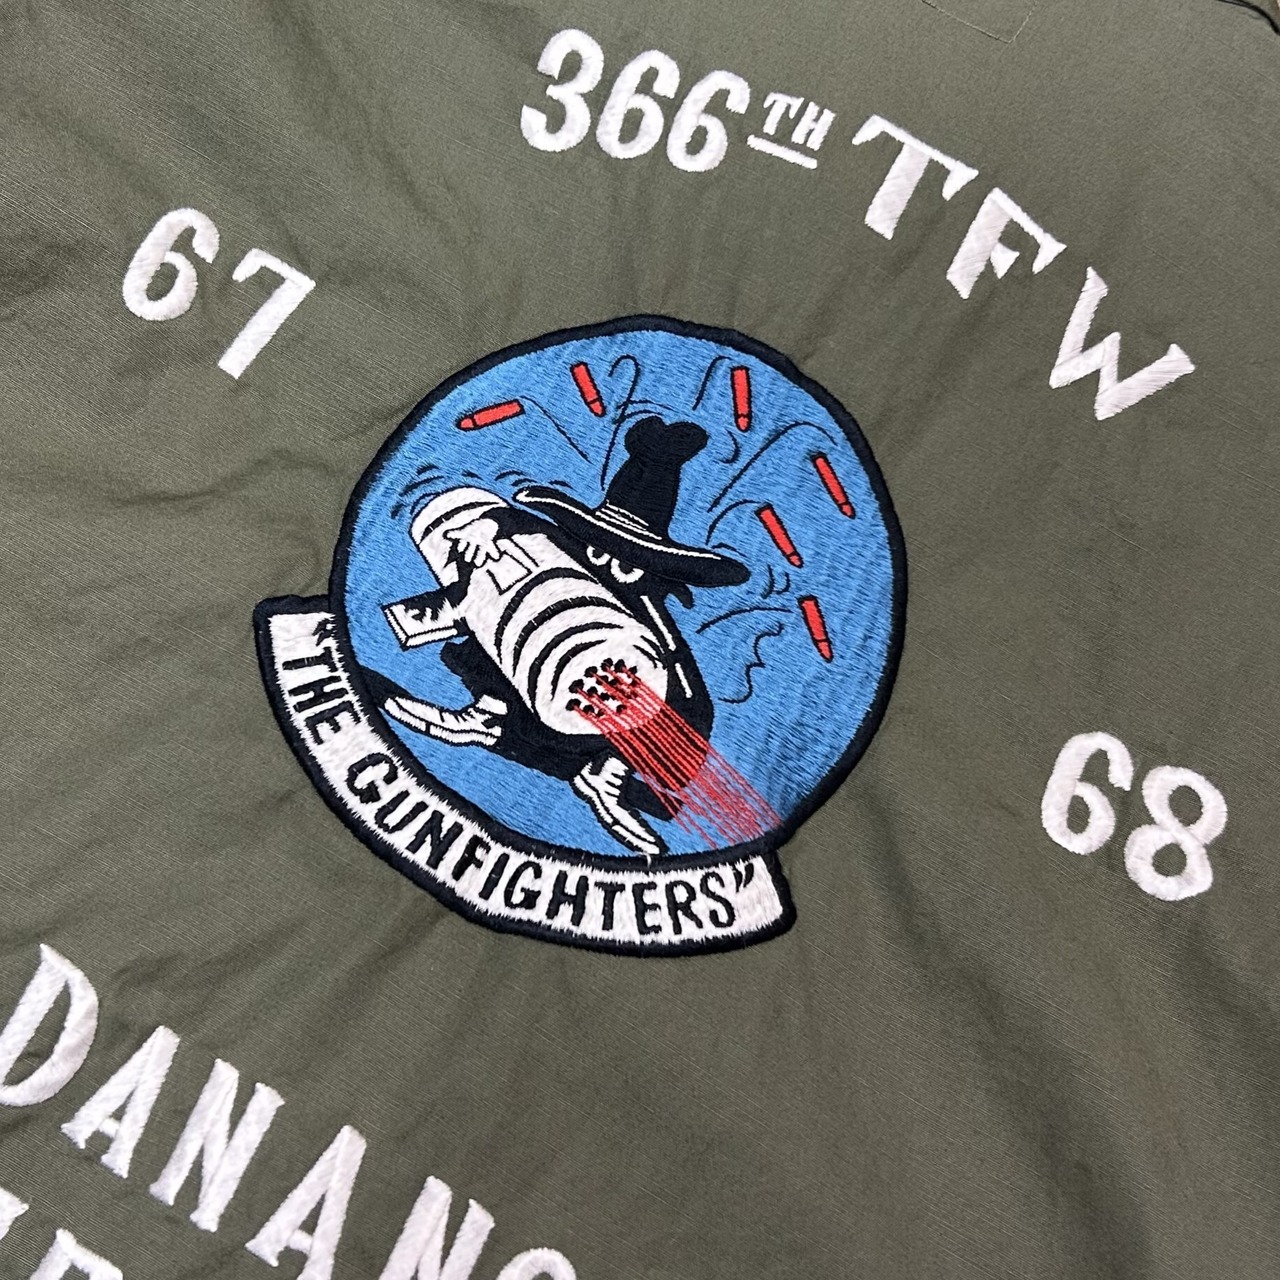 366TH TFW
67
68
"THE GUNFIGHTERS"
DANANG